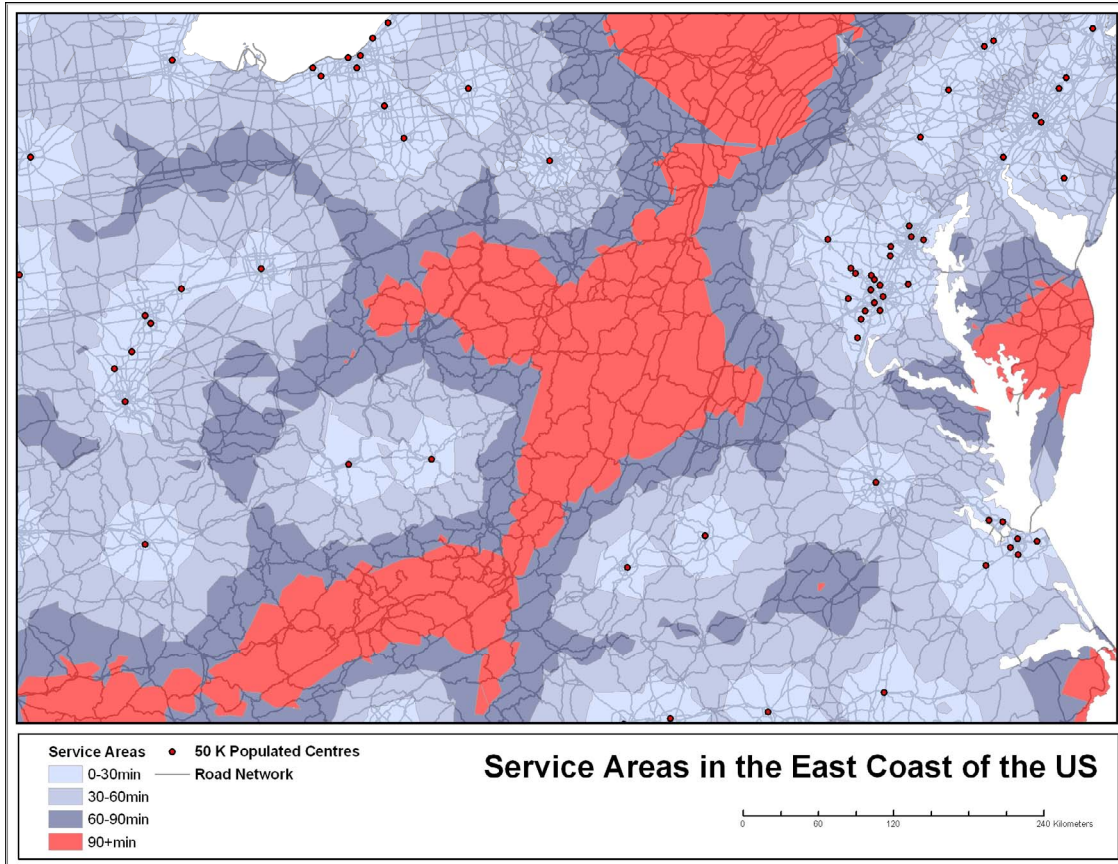 Service Areas
0-30min
30-60min
60-90min
90+min
50 K Populated Centres
Road Network
Service Areas in the East Coast of the US
0 60 120 240 Kilometers